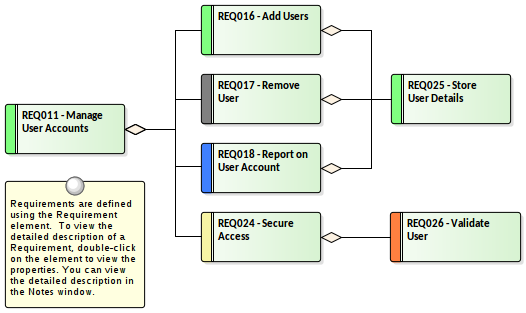 REQ016 - Add Users
REQ017 - Remove
User
REQ025 - Store
User Details
REQ011 - Manage
User Accounts
REQ018 - Report on
User Account
Requirements are defined
using the Requirement
element.  To view the
detailed description of a
Requirement, double-click
on the element to view the
properties. You can view
the detailed description in
the Notes window.
REQ024 - Secure
Access
REQ026 - Validate
User